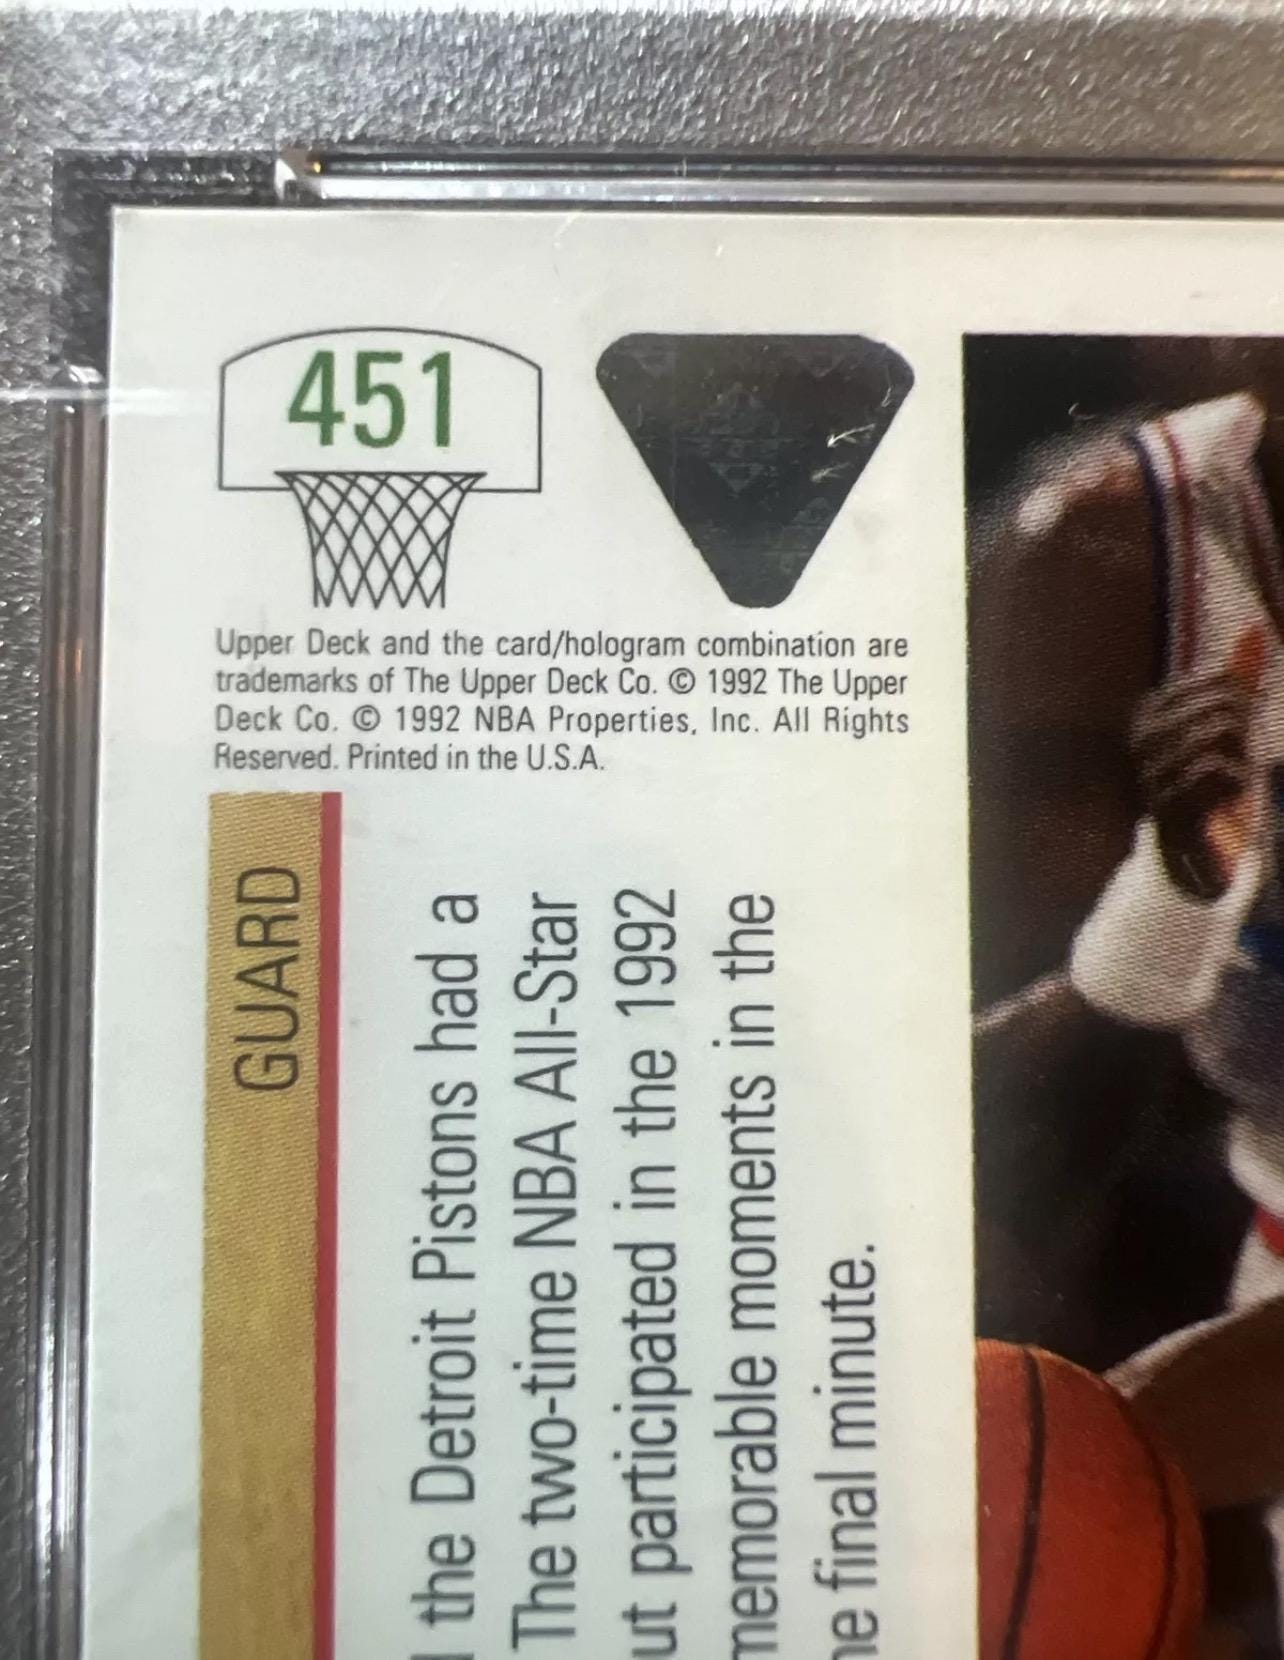 451
Upper Deck and the card/hologram combination are
trademarks of The Upper Deck Co. © 1992 The Upper
Deck Co. © 1992 NBA Properties, Inc. All Rights
Reserved. Printed in the U.S.A.
GUARD
the Detroit Pistons had a
The two-time NBA All-Star
participated in the 1992
memorable moments in the
final minute.